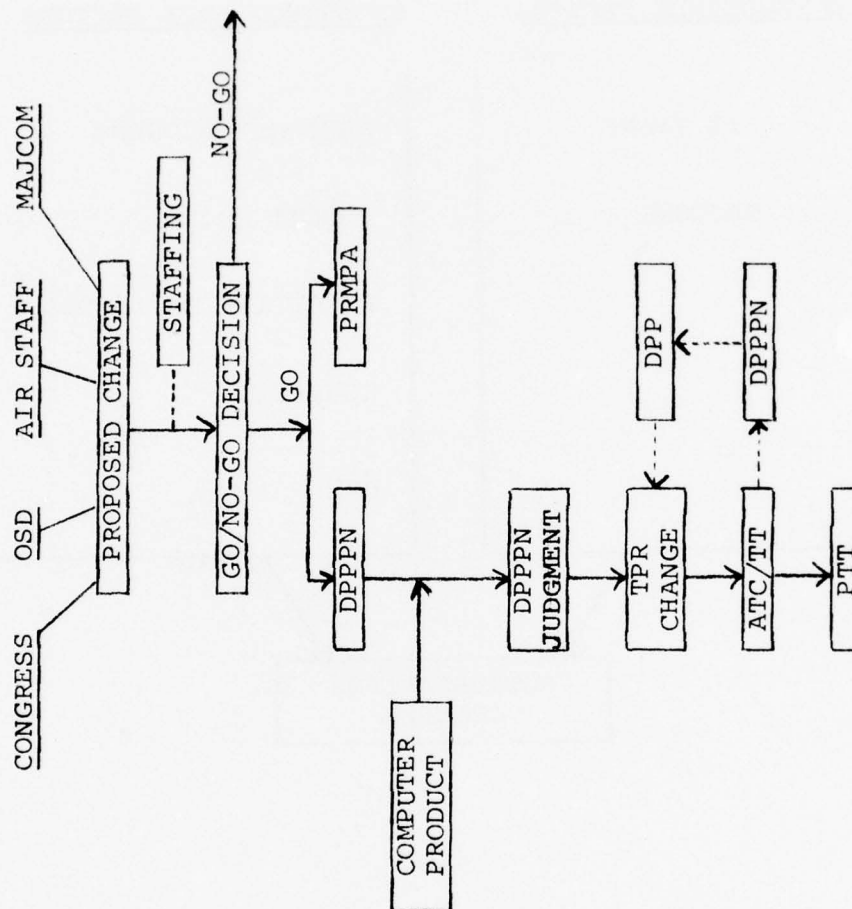 CONGRESS
OSD
AIR STAFF
MAJCOM
PROPOSED CHANGE
STAFFING
GO/NO-GO DECISION
NO-GO
GO
DPPPN
PRMPA
COMPUTER
PRODUCT
DPPPN
JUDGMENT
TPR
CHANGE
DPP
ATC/TT
DPPPN
PTT